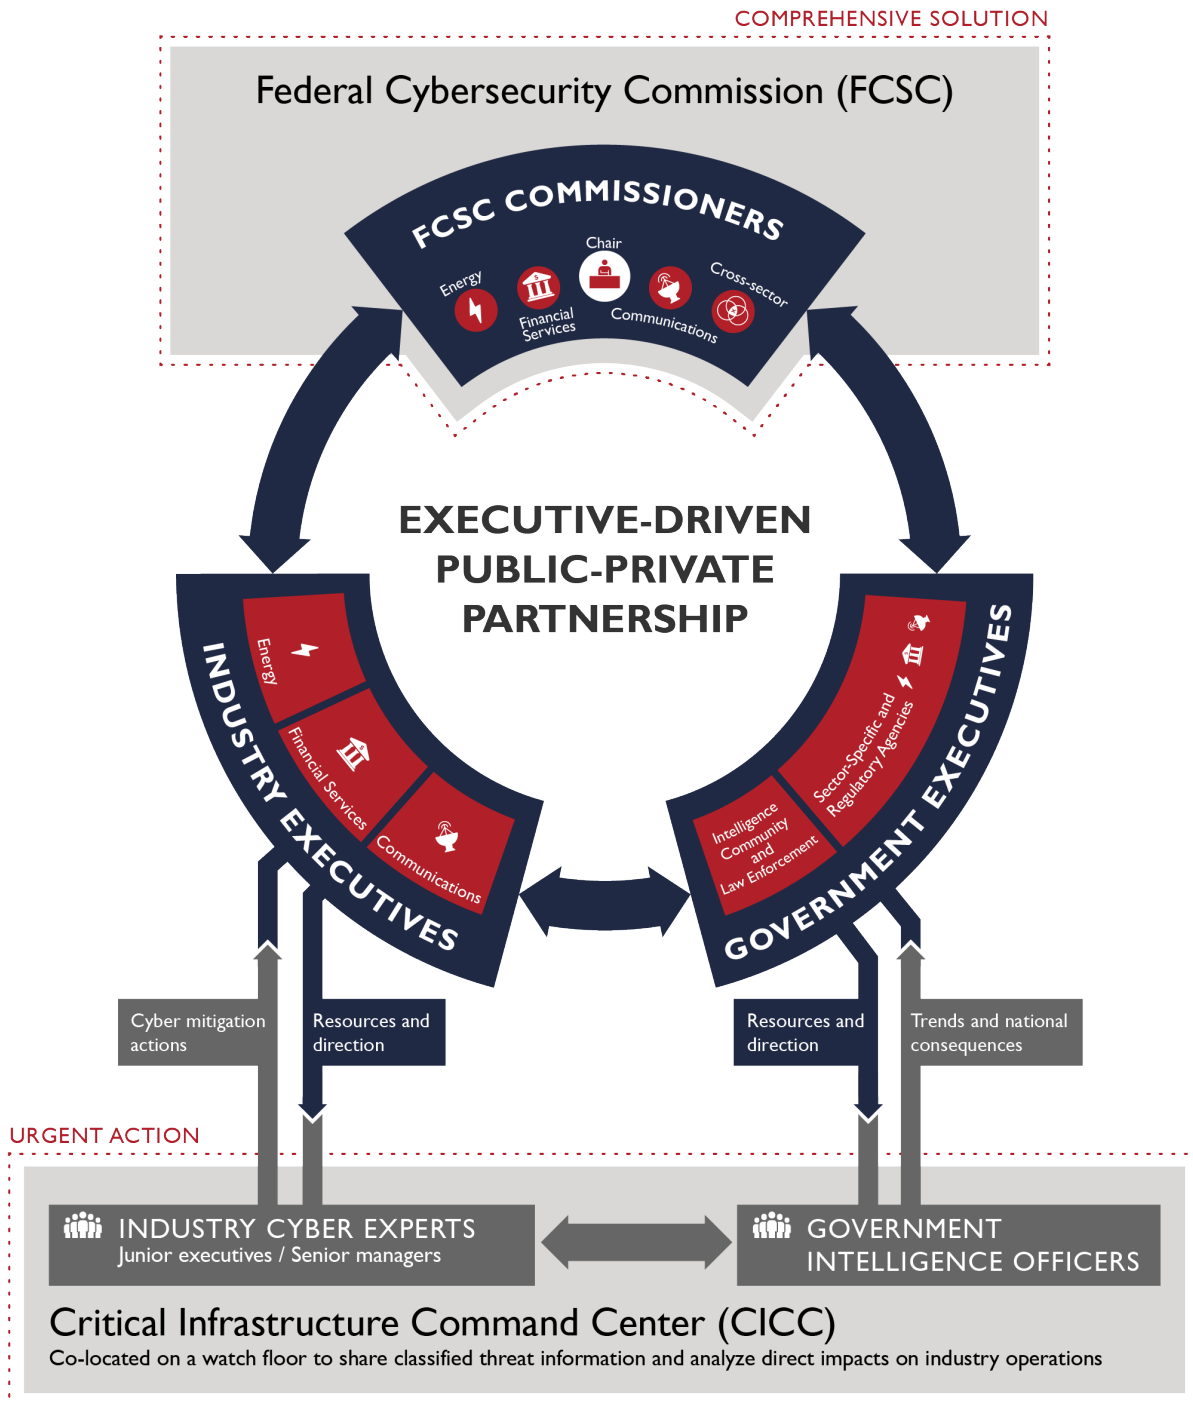 COMPREHENSIVE SOLUTION
Federal Cybersecurity Commission (FCSC)
FCSC COMMISSIONERS
Chair
Energy
Financial
Services
Communications
Cross-sector
EXECUTIVE-DRIVEN
PUBLIC-PRIVATE
PARTNERSHIP
INDUSTRY EXECUTIVES
Energy
Financial Services
Communications
GOVERNMENT EXECUTIVES
Sector-Specific and
Regulatory Agencies
Intelligence
Community
and
Law Enforcement
Cyber mitigation
actions
Resources and
direction
Resources and
direction
Trends and national
consequences
URGENT ACTION
INDUSTRY CYBER EXPERTS
Junior executives / Senior managers
GOVERNMENT
INTELLIGENCE OFFICERS
Critical Infrastructure Command Center (CICC)
Co-located on a watch floor to share classified threat information and analyze direct impacts on industry operations